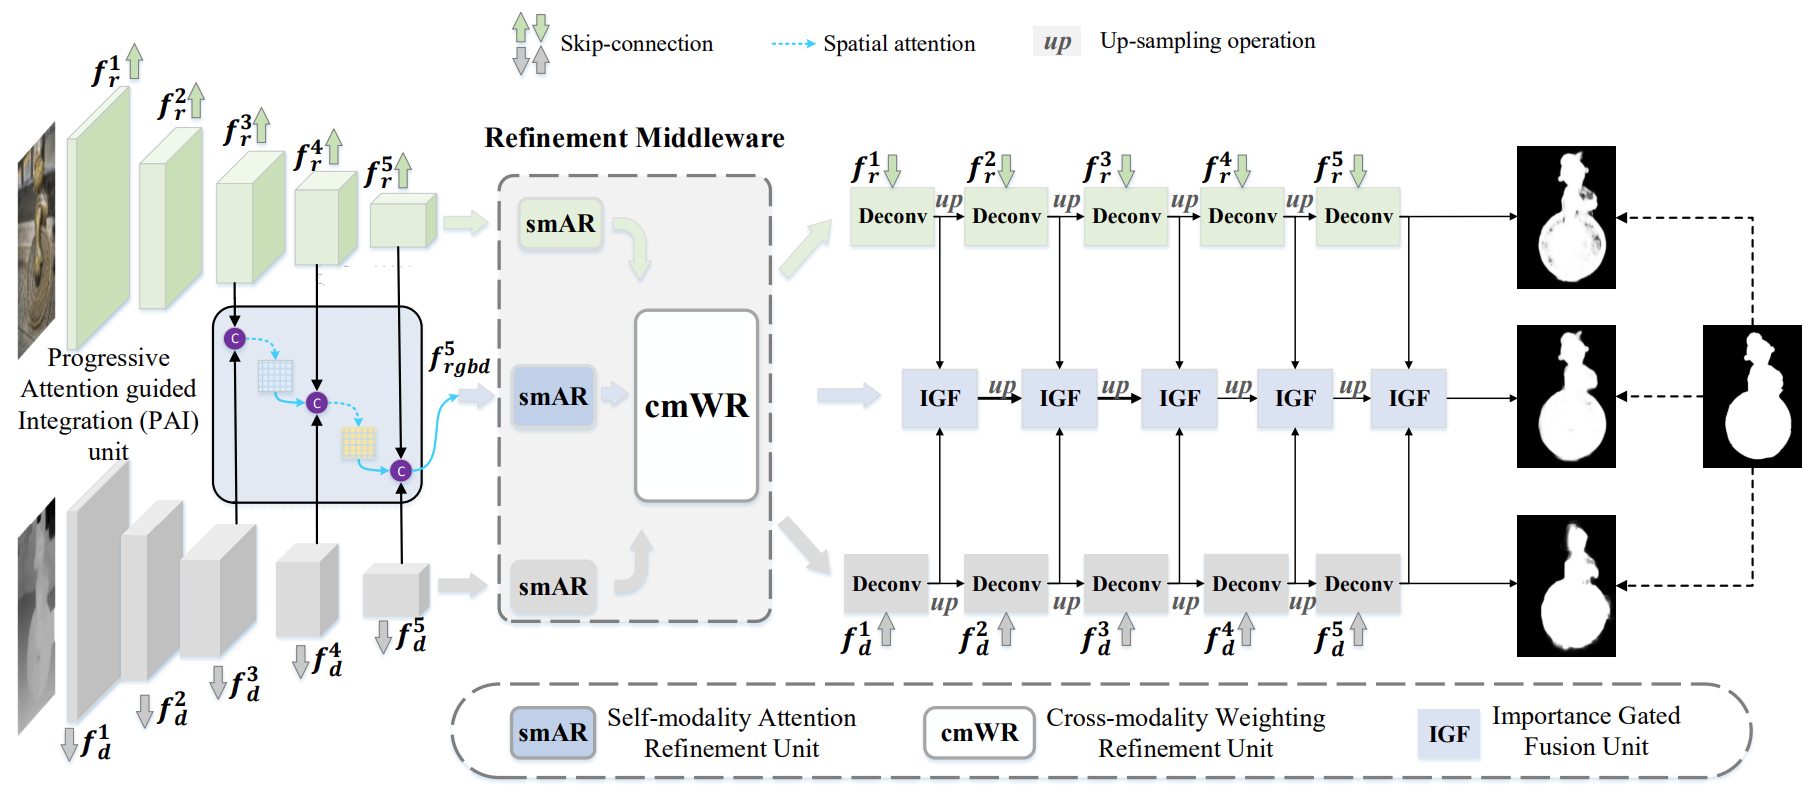 Skip-connection
Spatial attention
up Up-sampling operation
f_r^1
f_r^2
f_r^3
f_r^4
f_r^5
Refinement Middleware
smAR
smAR
smAR
cmWR
C
C
C
f_rgbd^5
Progressive
Attention guided
Integration (PAI)
unit
f_d^1
f_d^2
f_d^3
f_d^4
f_d^5
f_r^1 f_r^2 f_r^3 f_r^4 f_r^5
Deconv up Deconv up Deconv up Deconv up Deconv
IGF up IGF up IGF up IGF up IGF
Deconv up Deconv up Deconv up Deconv up Deconv
f_d^1 f_d^2 f_d^3 f_d^4 f_d^5
smAR
Self-modality Attention
Refinement Unit
cmWR
Cross-modality Weighting
Refinement Unit
IGF
Importance Gated
Fusion Unit